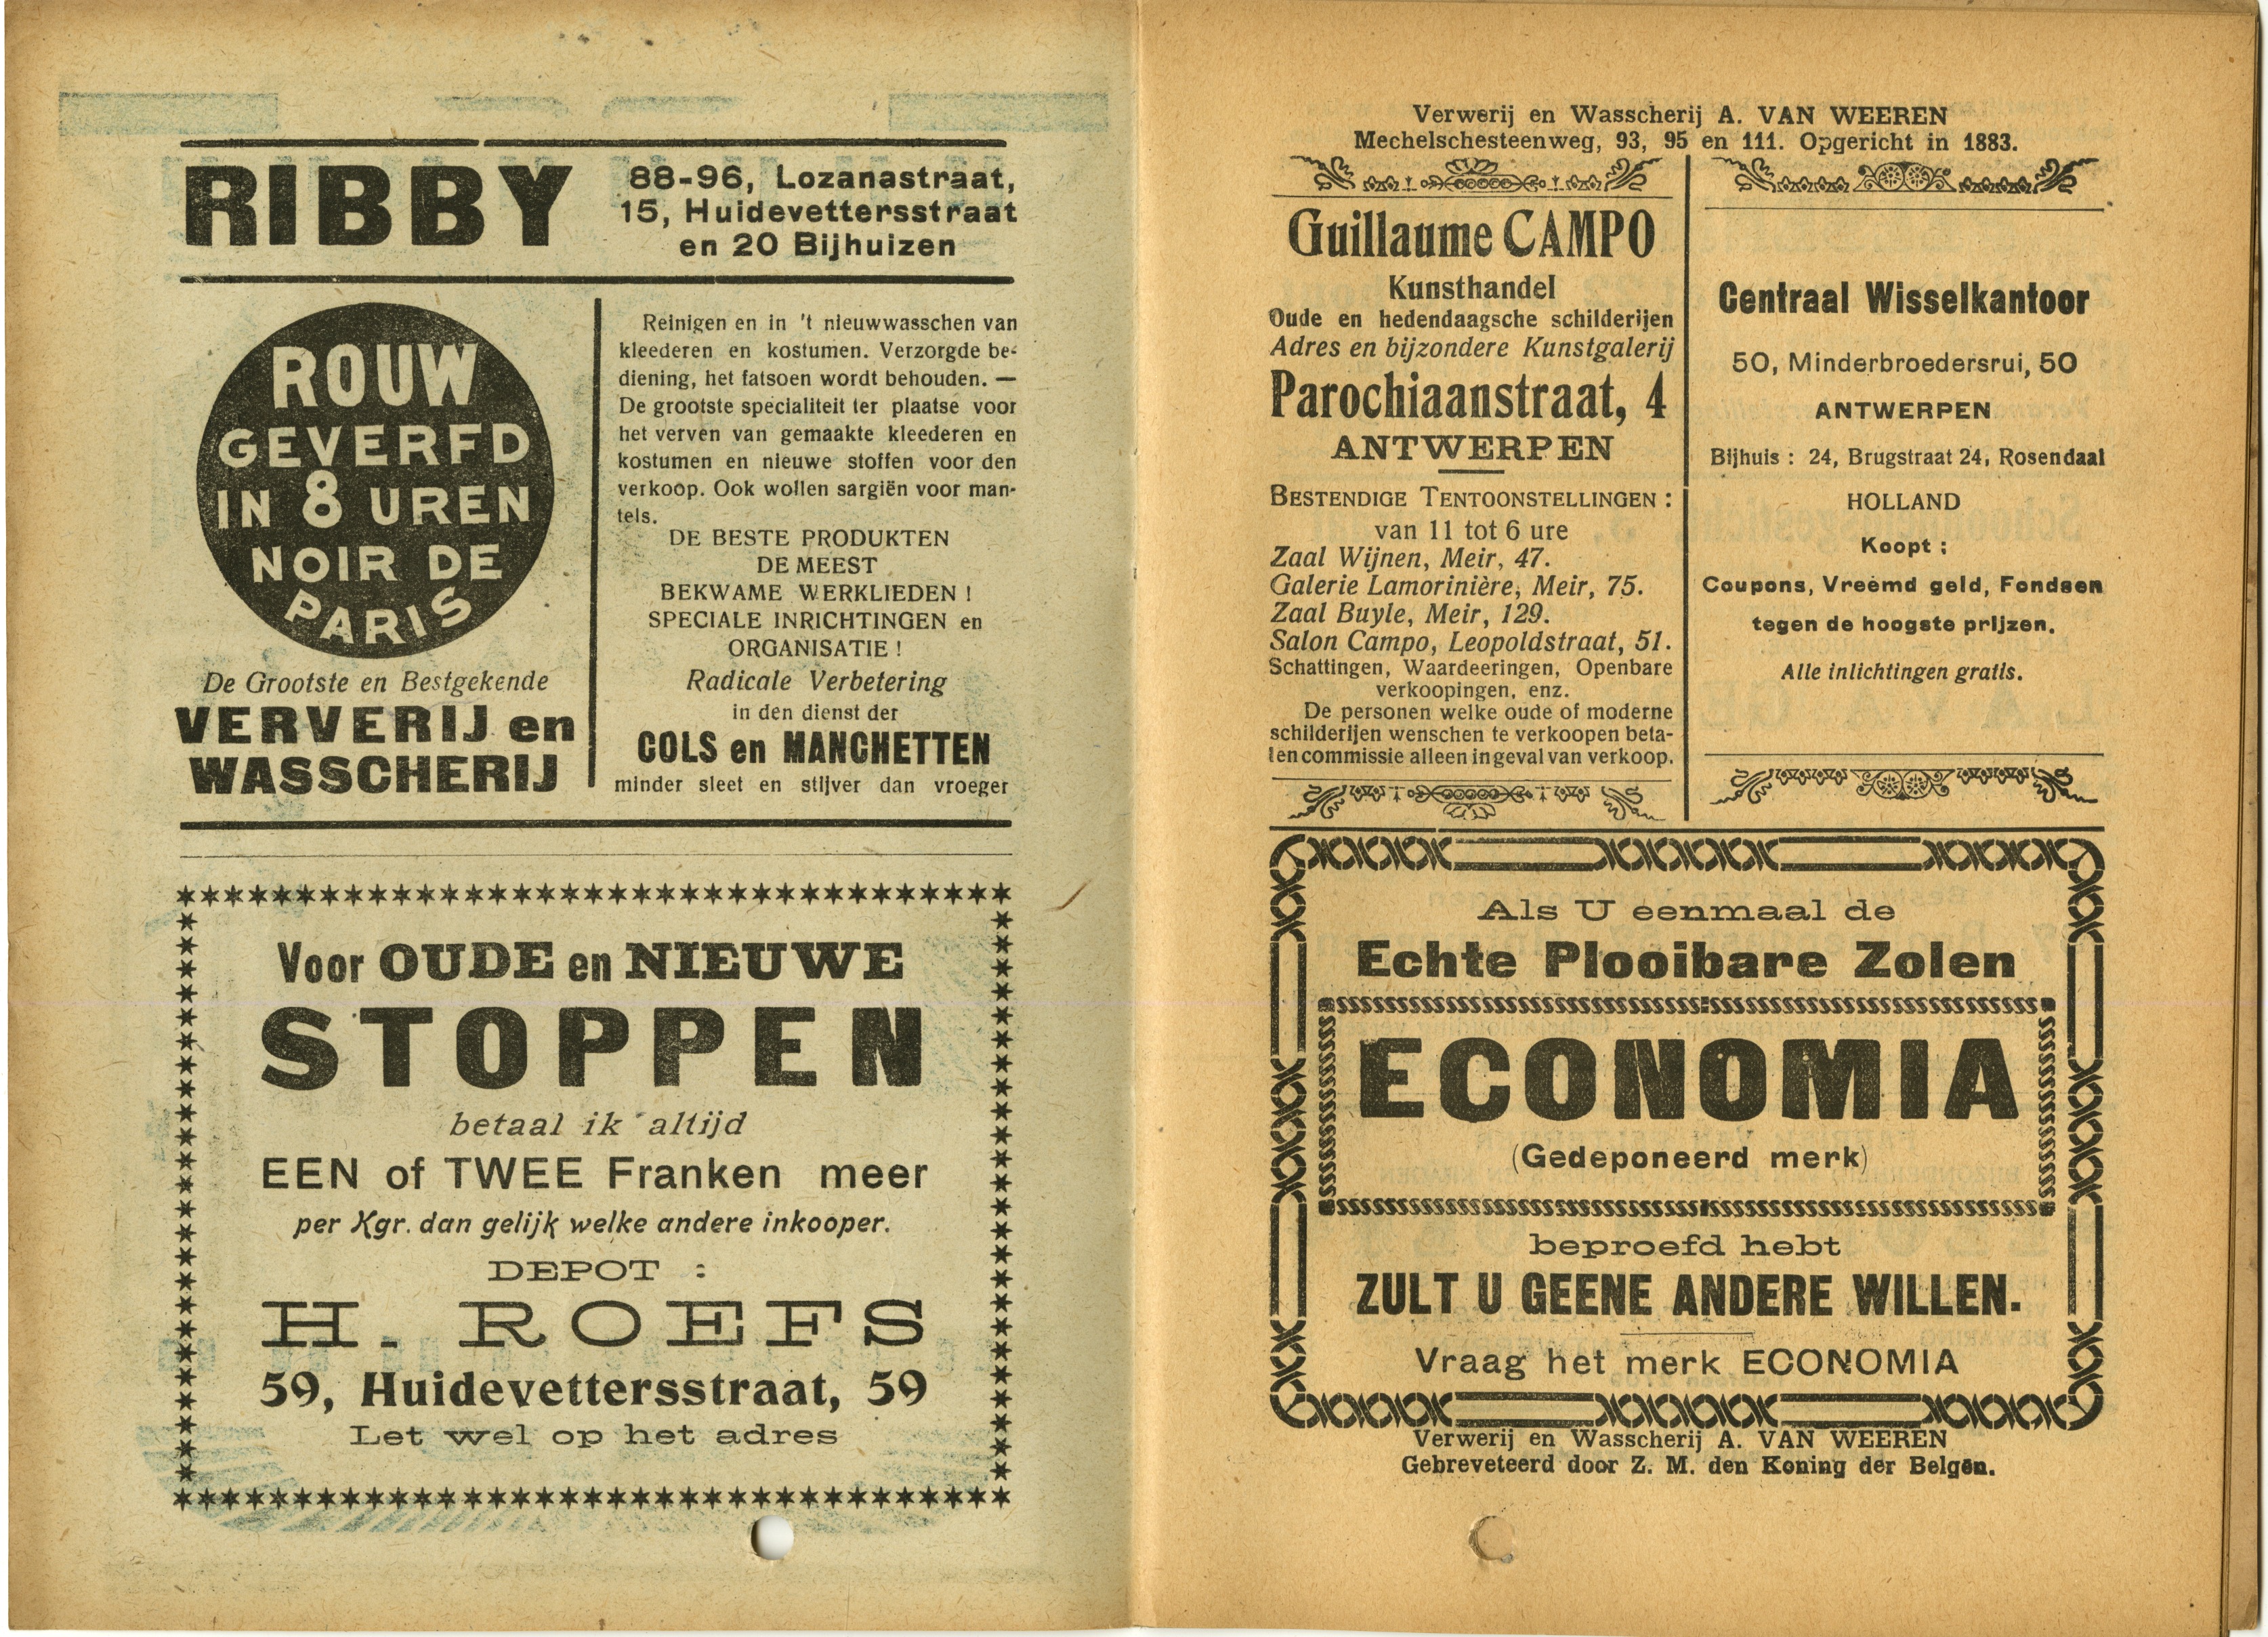 RIBBY
88-96, Lozanastraat,
15, Huidevettersstraat
en 20 Bijhuizen
ROUW
GEVERFD
IN 8 UREN
NOIR DE
PARIS
De Grootste en Bestgekende
VERVERIJ en
WASSCHERIJ
Reinigen en in 't nieuwwasschen van
kleederen en kostumen. Verzorgde be-
diening, het fatsoen wordt behouden. —
De grootste specialiteit ter plaatse voor
het verven van gemaakte kleederen en
kostumen en nieuwe stoffen voor den
verkoop. Ook wollen sargiën voor man-
tels.
DE BESTE PRODUKTEN
DE MEEST
BEKWAME WERKLIEDEN !
SPECIALE INRICHTINGEN en
ORGANISATIE !
Radicale Verbetering
in den dienst der
COLS en MANCHETTEN
minder sleet en stijver dan vroeger
Voor OUDE en NIEUWE
STOPPEN
betaal ik altijd
EEN of TWEE Franken meer
per Kgr. dan gelijk welke andere inkooper.
DEPOT :
H. ROEFS
59, Huidevettersstraat, 59
Let wel op het adres
Verwerij en Wasscherij A. VAN WEEREN
Mechelschesteenweg, 93, 95 en 111. Opgericht in 1883.
Guillaume CAMPO
Kunsthandel
Oude en hedendaagsche schilderijen
Adres en bijzondere Kunstgalerij
Parochiaanstraat, 4
ANTWERPEN
BESTENDIGE TENTOONSTELLINGEN :
van 11 tot 6 ure
Zaal Wijnen, Meir, 47.
Galerie Lamorinière, Meir, 75.
Zaal Buyle, Meir, 129.
Salon Campo, Leopoldstraat, 51.
Schattingen, Waardeeringen, Openbare
verkoopingen, enz.
De personen welke oude of moderne
schilderijen wenschen te verkoopen beta-
len commissie alleen ingeval van verkoop.
Centraal Wisselkantoor
50, Minderbroedersrui, 50
ANTWERPEN
Bijhuis : 24, Brugstraat 24, Rosendaal
HOLLAND
Koopt :
Coupons, Vreemd geld, Fondsen
tegen de hoogste prijzen.
Alle inlichtingen gratis.
Als U eenmaal de
Echte Plooibare Zolen
ECONOMIA
(Gedeponeerd merk)
beproefd hebt
ZULT U GEENE ANDERE WILLEN.
Vraag het merk ECONOMIA
Verwerij en Wasscherij A. VAN WEEREN
Gebreveteerd door Z. M. den Koning der Belgen.